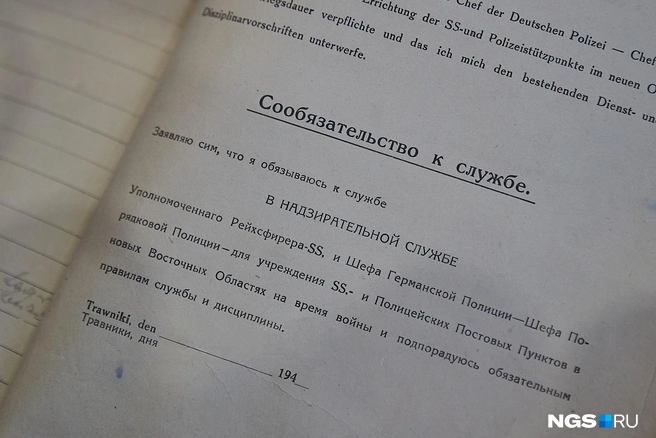 Chef der Deutschen Polizei — Chef
Kriegsdauer verpflichte und das ich mich den bestehenden Dienst- und
Errichtung der SS-und Polizeistützpunkte im neuen O
Disziplinarvorschriften unterwerfe.
Сообязательство к службе.
Заявляю сим, что я обязываюсь к службе
В НАДЗИРАТЕЛЬНОЙ СЛУЖБЕ
Уполномоченнаго Рейхсфирера-SS, и Шефа Германской Полиции—Шефа По-
рядковой Полиции—для учреждения SS.- и Полицейских Постовых Пунктов в
новых Восточных Областях на время войны и подпорадуюсь обязательным
правилам службы и дисциплины.
Trawniki, den
Травники, дня 194
NGS RU